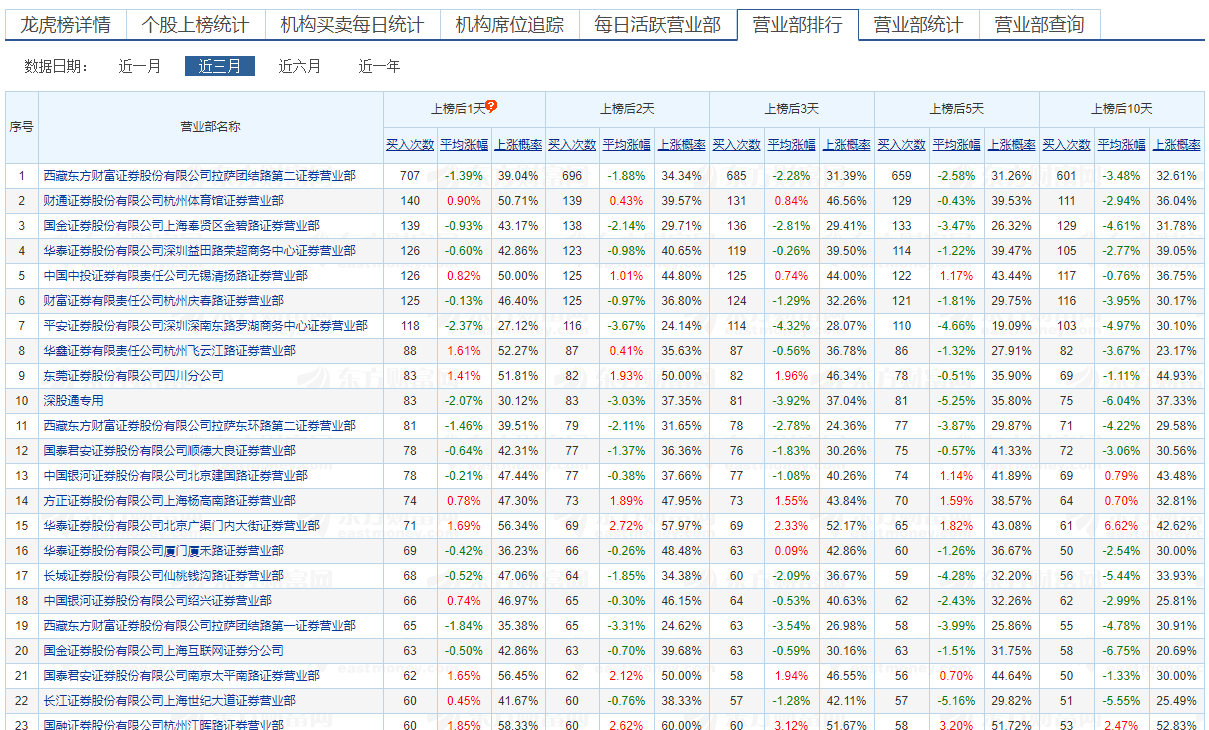 龙虎榜详情 个股上榜统计 机构买卖每日统计 机构席位追踪 每日活跃营业部 营业部排行 营业部统计 营业部查询
数据日期： 近一月 近三月 近六月 近一年
序号 营业部名称 上榜后1天? 上榜后2天 上榜后3天 上榜后5天 上榜后10天
买入次数 平均涨幅 上涨概率 买入次数 平均涨幅 上涨概率 买入次数 平均涨幅 上涨概率 买入次数 平均涨幅 上涨概率 买入次数 平均涨幅 上涨概率
1 西藏东方财富证券股份有限公司拉萨团结路第二证券营业部 707 -1.39% 39.04% 696 -1.88% 34.34% 685 -2.28% 31.39% 659 -2.58% 31.26% 601 -3.48% 32.61%
2 财通证券股份有限公司杭州体育馆证券营业部 140 0.90% 50.71% 139 0.43% 39.57% 131 0.84% 46.56% 129 -0.43% 39.53% 111 -2.94% 36.04%
3 国金证券股份有限公司上海奉贤区金碧路证券营业部 139 -0.93% 43.17% 138 -2.14% 29.71% 136 -2.81% 29.41% 133 -3.47% 26.32% 129 -4.61% 31.78%
4 华泰证券股份有限公司深圳益田路荣超商务中心证券营业部 126 -0.60% 42.86% 123 -0.98% 40.65% 119 -0.26% 39.50% 114 -1.22% 39.47% 105 -2.77% 39.05%
5 中国中投证券有限责任公司无锡清扬路证券营业部 126 0.82% 50.00% 125 1.01% 44.80% 125 0.74% 44.00% 122 1.17% 43.44% 117 -0.76% 36.75%
6 财富证券有限责任公司杭州庆春路证券营业部 125 -0.13% 46.40% 125 -0.97% 36.80% 124 -1.29% 32.26% 121 -1.81% 29.75% 116 -3.95% 30.17%
7 平安证券股份有限公司深圳深南东路罗湖商务中心证券营业部 118 -2.37% 27.12% 116 -3.67% 24.14% 114 -4.32% 28.07% 110 -4.66% 19.09% 103 -4.97% 30.10%
8 华鑫证券有限责任公司杭州飞云江路证券营业部 88 1.61% 52.27% 87 0.41% 35.63% 87 -0.56% 36.78% 86 -1.32% 27.91% 82 -3.67% 23.17%
9 东莞证券股份有限公司四川分公司 83 1.41% 51.81% 82 1.93% 50.00% 82 1.96% 46.34% 78 -0.51% 35.90% 69 -1.11% 44.93%
10 深股通专用 83 -2.07% 30.12% 83 -3.03% 37.35% 81 -3.92% 37.04% 81 -5.25% 35.80% 75 -6.04% 37.33%
11 西藏东方财富证券股份有限公司拉萨东环路第二证券营业部 81 -1.46% 39.51% 79 -2.11% 31.65% 78 -2.78% 24.36% 77 -3.87% 29.87% 71 -4.22% 29.58%
12 国泰君安证券股份有限公司顺德大良证券营业部 78 -0.64% 42.31% 77 -1.37% 36.36% 76 -1.83% 30.26% 75 -0.57% 41.33% 72 -3.06% 30.56%
13 中国银河证券股份有限公司北京建国路证券营业部 78 -0.21% 47.44% 77 -0.38% 37.66% 77 -1.08% 40.26% 74 1.14% 41.89% 69 0.79% 43.48%
14 方正证券股份有限公司上海杨高南路证券营业部 74 0.78% 47.30% 73 1.89% 47.95% 73 1.55% 43.84% 70 1.59% 38.57% 64 0.70% 32.81%
15 华泰证券股份有限公司北京广渠门内大街证券营业部 71 1.69% 56.34% 69 2.72% 57.97% 69 2.33% 52.17% 65 1.82% 43.08% 61 6.62% 42.62%
16 华泰证券股份有限公司厦门厦禾路证券营业部 69 -0.42% 36.23% 66 -0.26% 48.48% 63 0.09% 42.86% 60 -1.26% 36.67% 50 -2.54% 30.00%
17 长城证券股份有限公司仙桃钱沟路证券营业部 68 -0.52% 47.06% 64 -1.85% 34.38% 60 -2.09% 36.67% 59 -4.28% 32.20% 56 -5.44% 33.93%
18 中国银河证券股份有限公司绍兴证券营业部 66 0.74% 46.97% 65 -0.30% 46.15% 64 -0.53% 40.63% 62 -2.43% 32.26% 62 -2.99% 25.81%
19 西藏东方财富证券股份有限公司拉萨团结路第一证券营业部 65 -1.84% 35.38% 65 -3.31% 24.62% 63 -3.54% 26.98% 58 -3.99% 25.86% 55 -4.78% 30.91%
20 国金证券股份有限公司上海互联网证券分公司 63 -0.50% 42.86% 63 -0.70% 39.68% 63 -0.59% 30.16% 63 -1.51% 31.75% 58 -6.75% 20.69%
21 国泰君安证券股份有限公司南京太平南路证券营业部 62 1.65% 56.45% 62 2.12% 50.00% 58 1.94% 46.55% 56 0.70% 44.64% 50 -1.33% 30.00%
22 长江证券股份有限公司上海世纪大道证券营业部 60 0.45% 41.67% 60 -0.76% 38.33% 57 -1.28% 42.11% 57 -5.16% 29.82% 51 -5.55% 25.49%
23 国融证券股份有限公司杭州江晖路证券营业部 60 1.85% 58.33% 60 2.62% 60.00% 60 3.12% 51.67% 58 3.20% 51.72% 53 2.47% 52.83%